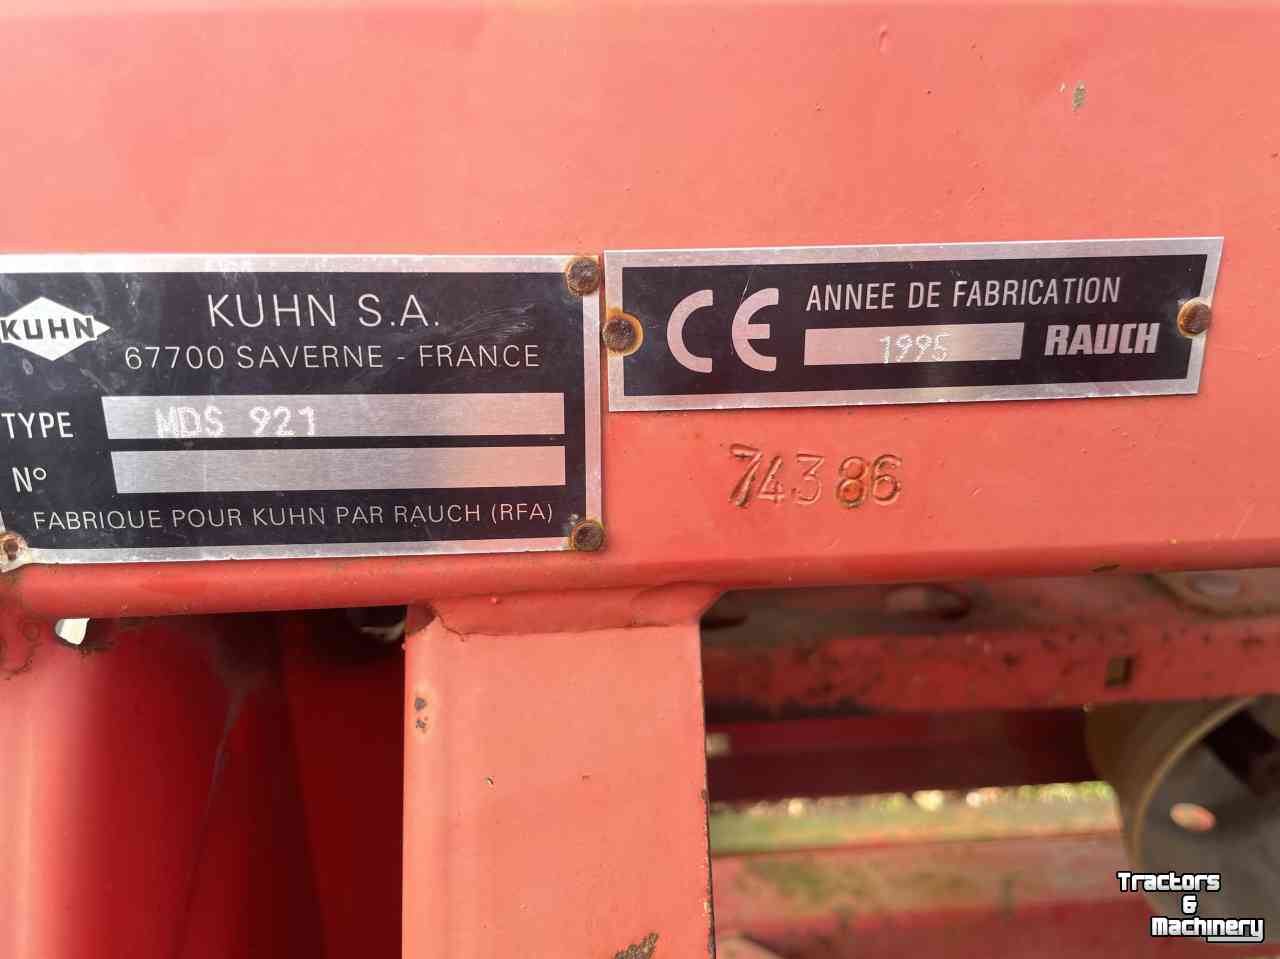 KUHN
KUHN S.A.
67700 SAVERNE - FRANCE
TYPE MDS 921
N°
FABRIQUE POUR KUHN PAR RAUCH (RFA)
CE
ANNEE DE FABRICATION
1995 RAUCH
74386
Tractors
&
Machinery